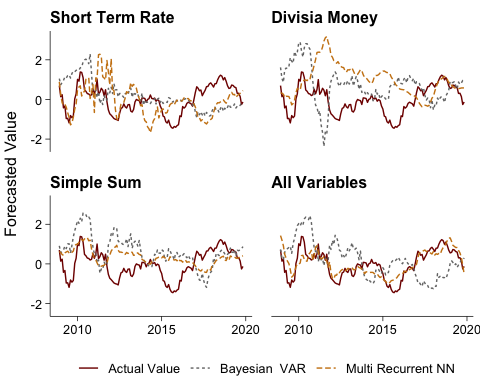 Short Term Rate
Divisia Money
2
0
-2
Forecasted Value
Simple Sum
All Variables
2
0
-2
2010
2015
2020
2010
2015
2020
Actual Value
Bayesian VAR
Multi Recurrent NN